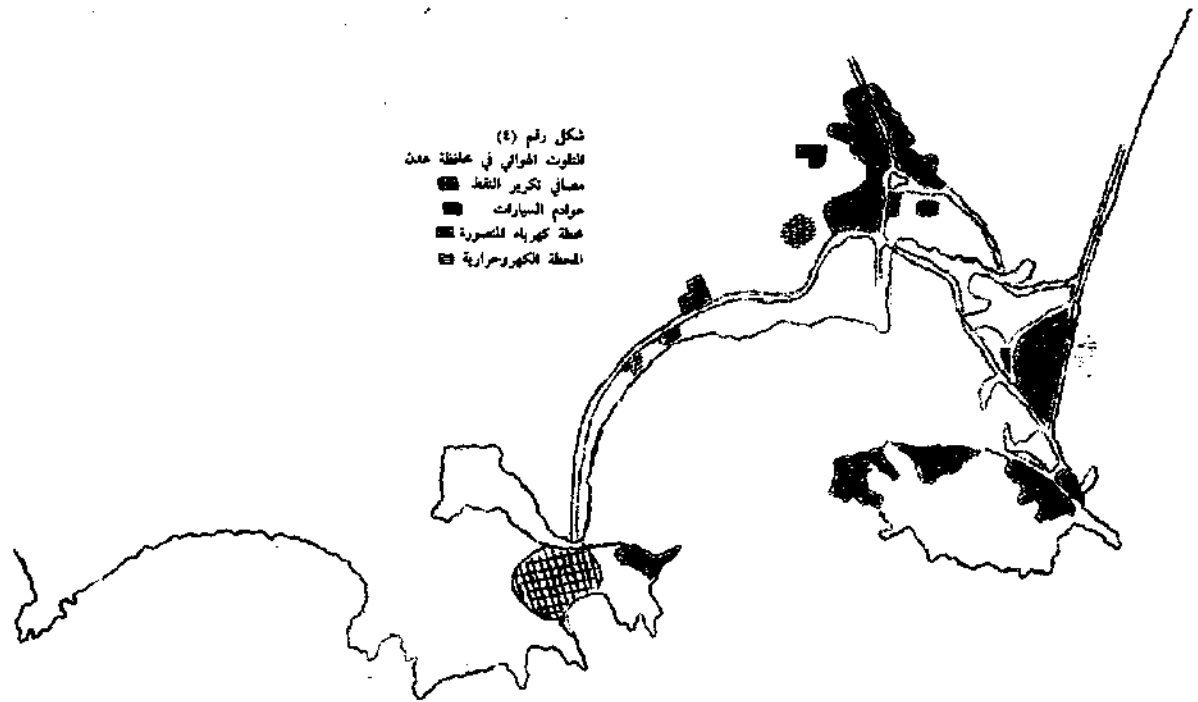 شكل رقم (٤)
التلوث الهوائي في محافظة عدن
مصافي تكرير النفط
عوادم السيارات
محطة كهرباء المنصورة
المحطة الكهروحرارية